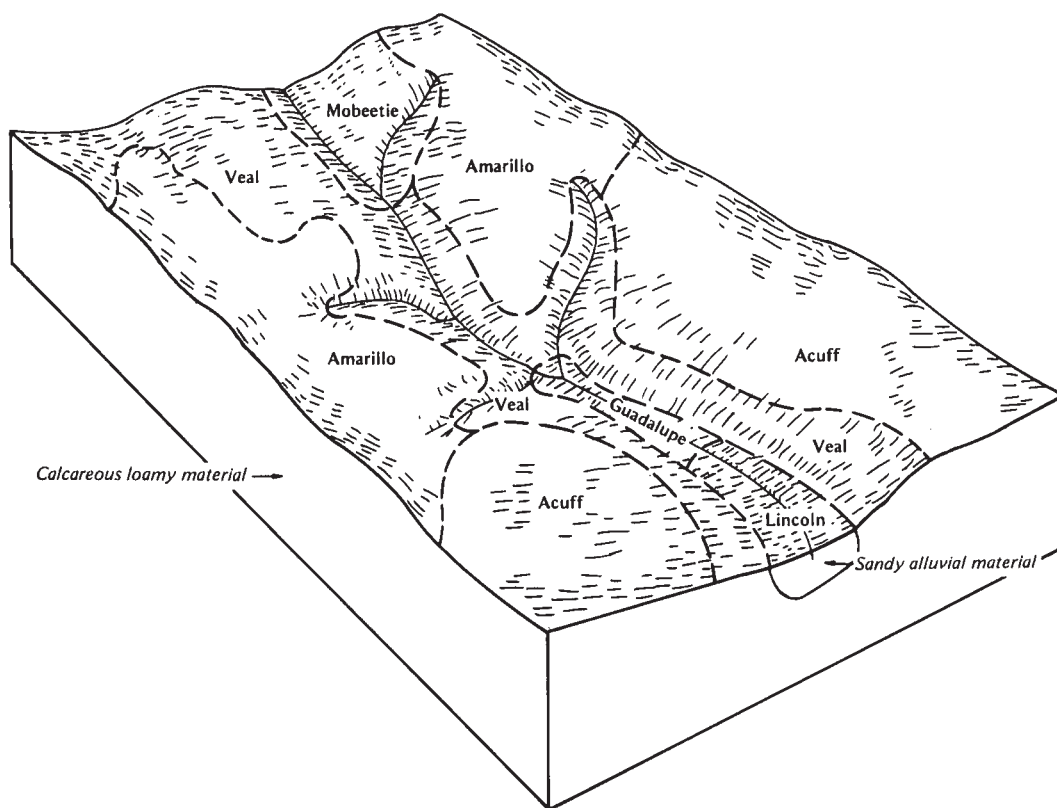 Mobeetie
Amarillo
Veal
Amarillo
Acuff
Veal
Guadalupe
Veal
Calcareous loamy material
Acuff
Lincoln
Sandy alluvial material